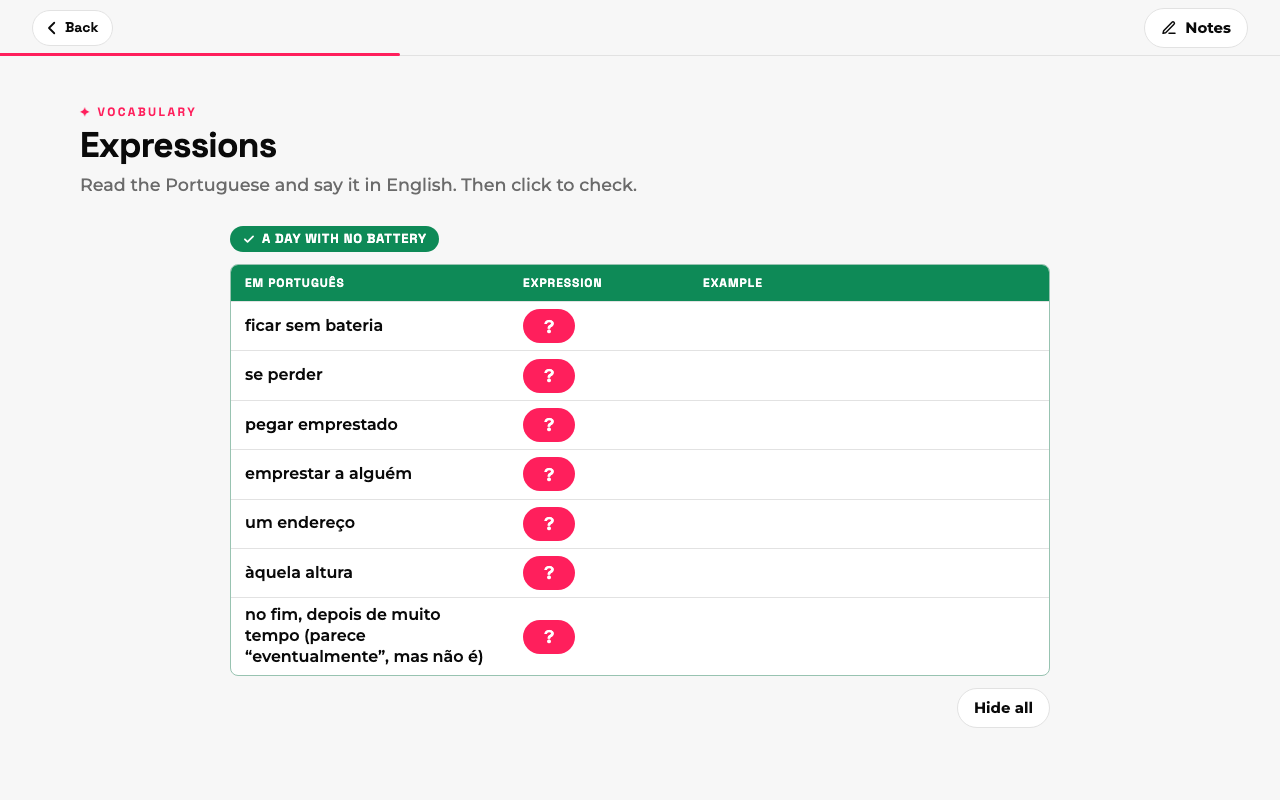 Back
Notes
✦ VOCABULARY
Expressions
Read the Portuguese and say it in English. Then click to check.
✓ A DAY WITH NO BATTERY
EM PORTUGUÊS EXPRESSION EXAMPLE
ficar sem bateria ?
se perder ?
pegar emprestado ?
emprestar a alguém ?
um endereço ?
àquela altura ?
no fim, depois de muito
tempo (parece ?
“eventualmente”, mas não é)
Hide all